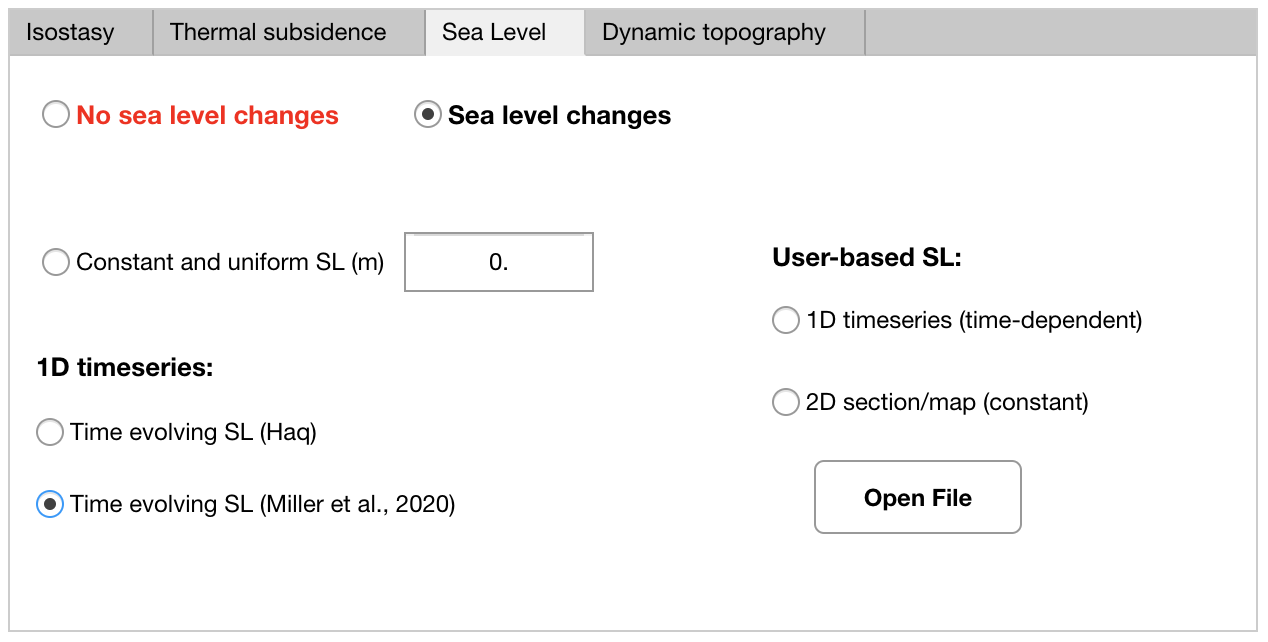 Isostasy Thermal subsidence Sea Level Dynamic topography
No sea level changes Sea level changes
Constant and uniform SL (m) 0.
User-based SL:
1D timeseries (time-dependent)
1D timeseries:
2D section/map (constant)
Time evolving SL (Haq)
Time evolving SL (Miller et al., 2020)
Open File